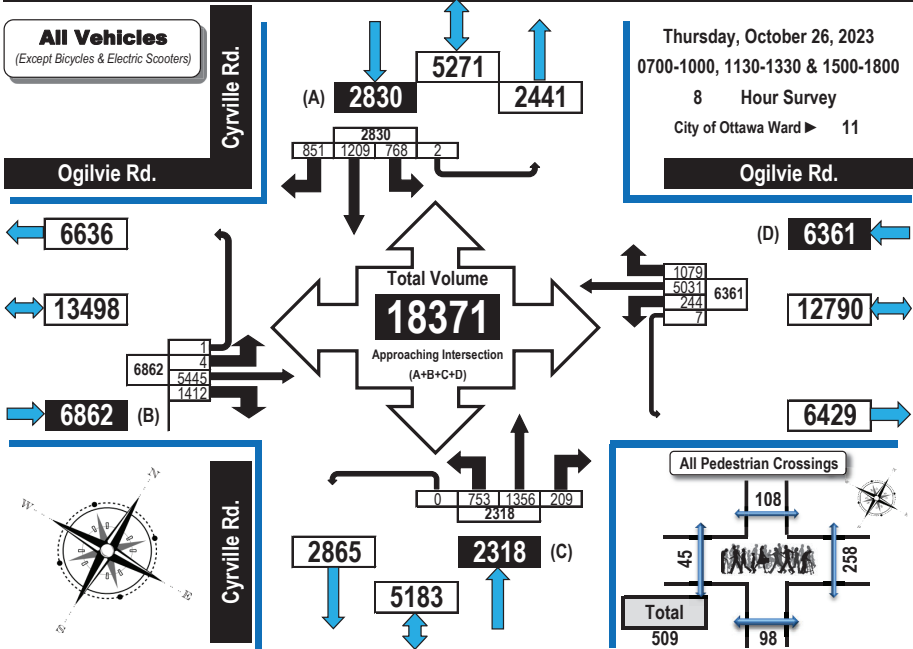 All Vehicles
(Except Bicycles & Electric Scooters)
Cyrville Rd.
Ogilvie Rd.
5271
(A) 2830
2441
2830
851 1209 768 2
Thursday, October 26, 2023
0700-1000, 1130-1330 & 1500-1800
8 Hour Survey
City of Ottawa Ward ► 11
Ogilvie Rd.
6636
13498
6862
1
4
5445
1412
6862 (B)
Total Volume
18371
Approaching Intersection
(A+B+C+D)
(D) 6361
1079
5031
244
7
6361
12790
6429
0 753 1356 209
2318
2865
2318 (C)
5183
Cyrville Rd.
N
W
E
S
All Pedestrian Crossings
108
45
258
98
Total
509